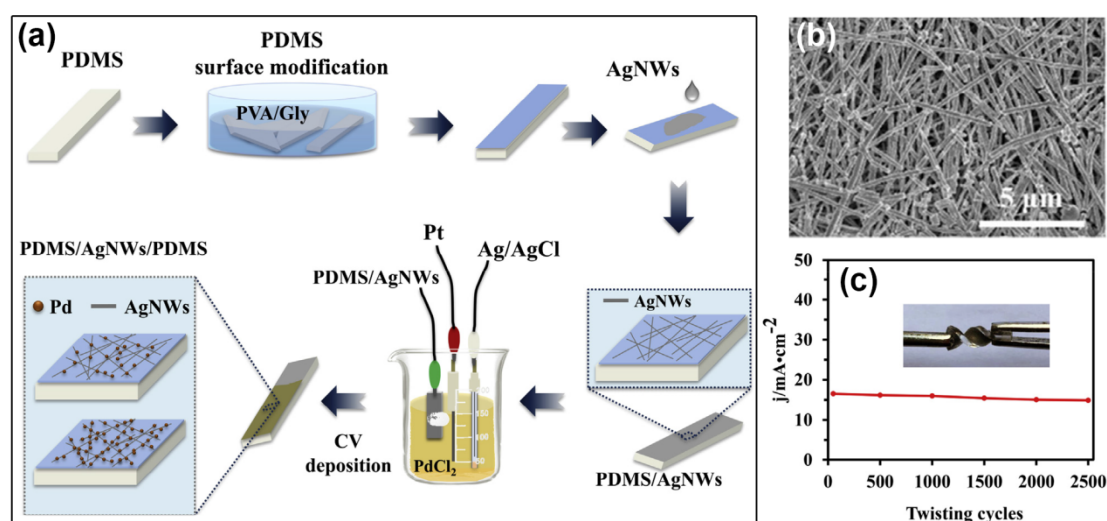 (a)
PDMS
PDMS
surface modification
PVA/Gly
AgNWs
PDMS/AgNWs/PDMS
Pd
AgNWs
PDMS/AgNWs
Pt
Ag/AgCl
PdCl₂
CV
deposition
AgNWs
PDMS/AgNWs
(b)
5 μm
(c)
j/mA•cm⁻²
50
40
30
20
10
0
0 500 1000 1500 2000 2500
Twisting cycles